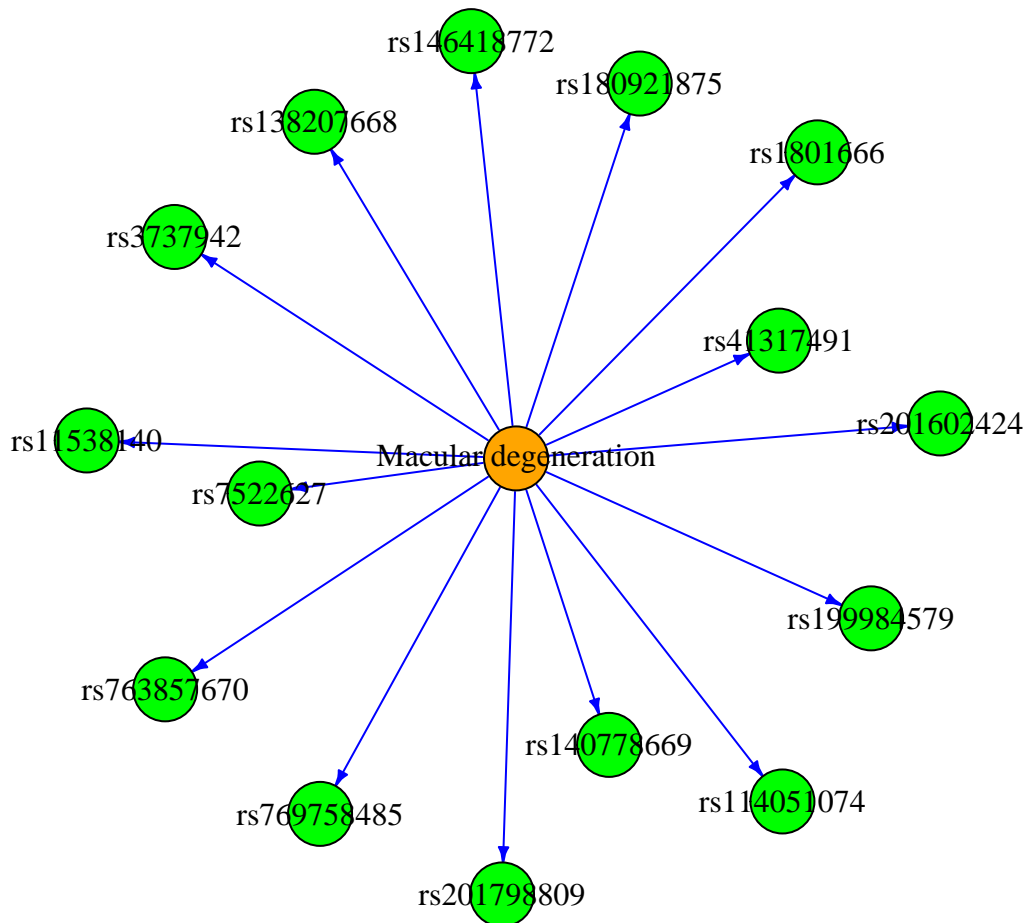 rs146418772
rs180921875
rs138207668
rs1801666
rs3737942
rs41317491
rs201602424
rs11538140
Macular degeneration
rs7522627
rs199984579
rs763857670
rs140778669
rs114051074
rs769758485
rs201798809